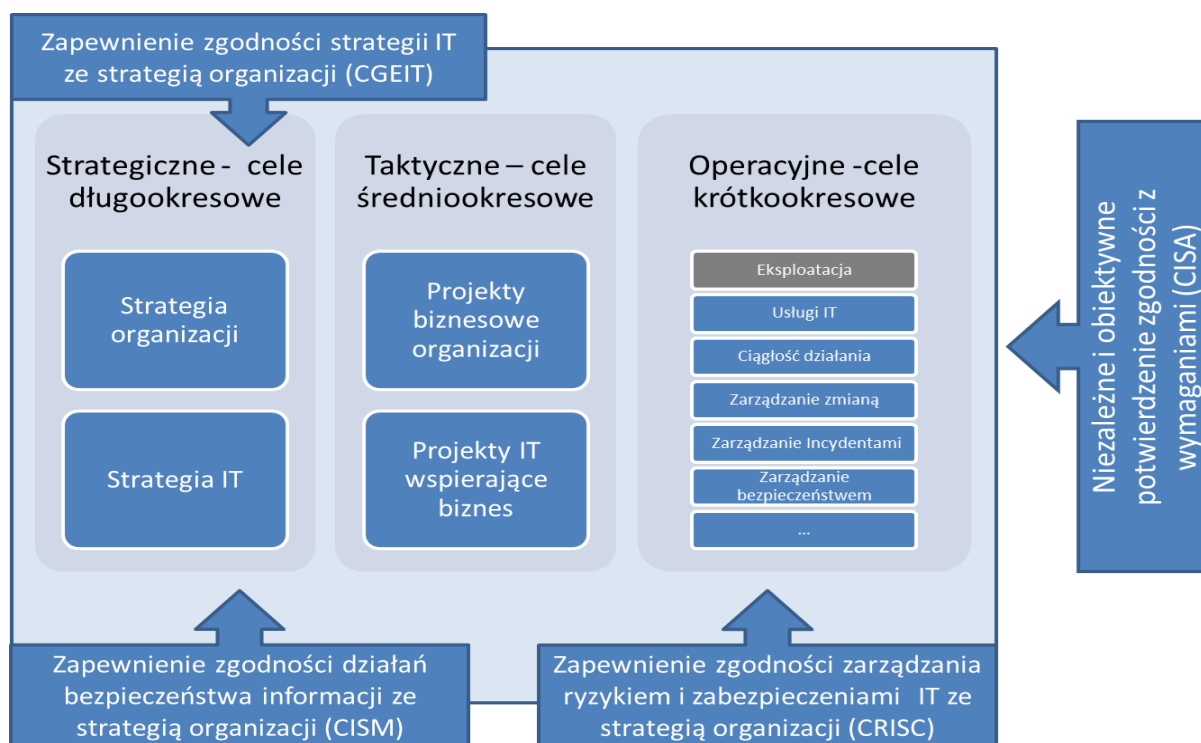 Zapewnienie zgodności strategii IT
ze strategią organizacji (CGEIT)
Strategiczne - cele
długookresowe
Strategia
organizacji
Strategia IT
Taktyczne – cele
średniookresowe
Projekty
biznesowe
organizacji
Projekty IT
wspierające
biznes
Operacyjne -cele
krótkookresowe
Eksploatacja
Usługi IT
Ciągłość działania
Zarządzanie zmianą
Zarządzanie Incydentami
Zarządzanie
bezpieczeństwem
...
Niezależne i obiektywne
potwierdzenie zgodności z
wymaganiami (CISA)
Zapewnienie zgodności działań
bezpieczeństwa informacji ze
strategią organizacji (CISM)
Zapewnienie zgodności zarządzania
ryzykiem i zabezpieczeniami IT ze
strategią organizacji (CRISC)